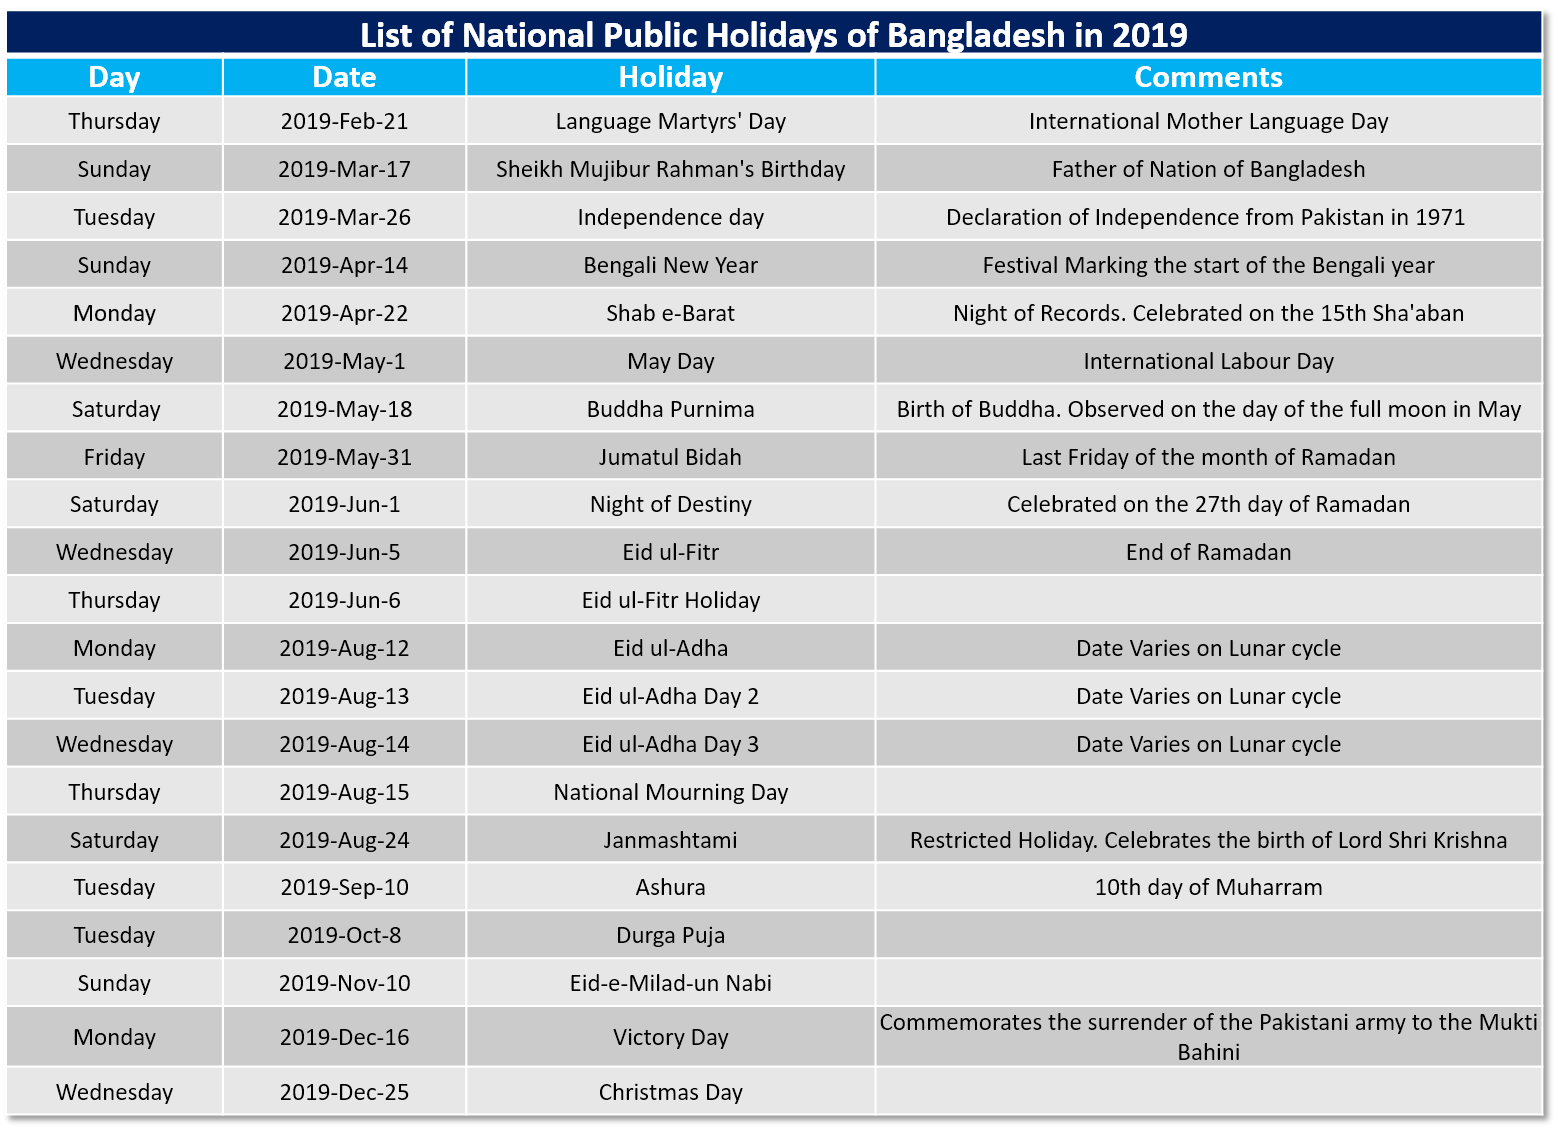 List of National Public Holidays of Bangladesh in 2019
Day Date Holiday Comments
Thursday 2019-Feb-21 Language Martyrs' Day International Mother Language Day
Sunday 2019-Mar-17 Sheikh Mujibur Rahman's Birthday Father of Nation of Bangladesh
Tuesday 2019-Mar-26 Independence day Declaration of Independence from Pakistan in 1971
Sunday 2019-Apr-14 Bengali New Year Festival Marking the start of the Bengali year
Monday 2019-Apr-22 Shab e-Barat Night of Records. Celebrated on the 15th Sha'aban
Wednesday 2019-May-1 May Day International Labour Day
Saturday 2019-May-18 Buddha Purnima Birth of Buddha. Observed on the day of the full moon in May
Friday 2019-May-31 Jumatul Bidah Last Friday of the month of Ramadan
Saturday 2019-Jun-1 Night of Destiny Celebrated on the 27th day of Ramadan
Wednesday 2019-Jun-5 Eid ul-Fitr End of Ramadan
Thursday 2019-Jun-6 Eid ul-Fitr Holiday
Monday 2019-Aug-12 Eid ul-Adha Date Varies on Lunar cycle
Tuesday 2019-Aug-13 Eid ul-Adha Day 2 Date Varies on Lunar cycle
Wednesday 2019-Aug-14 Eid ul-Adha Day 3 Date Varies on Lunar cycle
Thursday 2019-Aug-15 National Mourning Day
Saturday 2019-Aug-24 Janmashtami Restricted Holiday. Celebrates the birth of Lord Shri Krishna
Tuesday 2019-Sep-10 Ashura 10th day of Muharram
Tuesday 2019-Oct-8 Durga Puja
Sunday 2019-Nov-10 Eid-e-Milad-un Nabi
Monday 2019-Dec-16 Victory Day Commemorates the surrender of the Pakistani army to the Mukti
Bahini
Wednesday 2019-Dec-25 Christmas Day